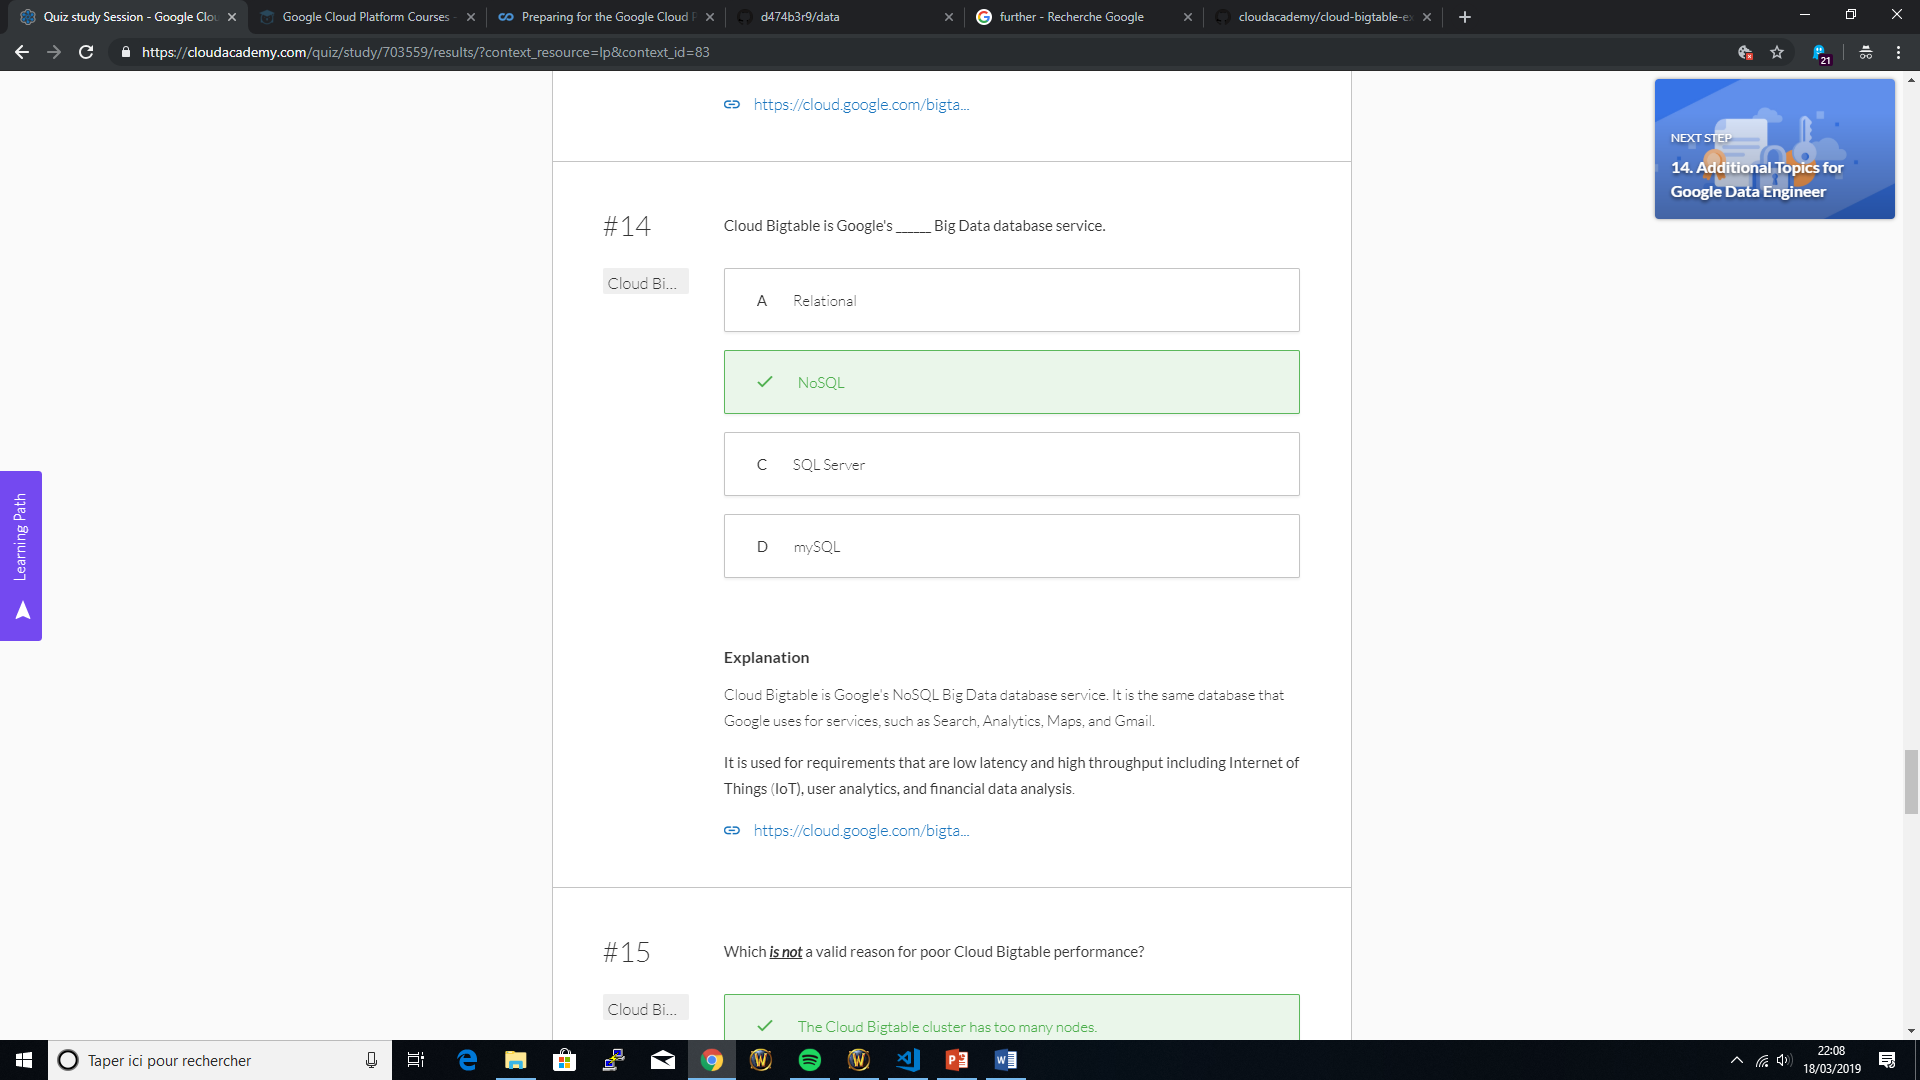 Quiz study Session - Google Clou
Google Cloud Platform Courses -
Preparing for the Google Cloud P
d474b3r9/data
further - Recherche Google
cloudacademy/cloud-bigtable-ex
https://cloudacademy.com/quiz/study/703559/results/?context_resource=lp&context_id=83
21
https://cloud.google.com/bigta...
NEXT STEP
14. Additional Topics for
Google Data Engineer
#14
Cloud Bigtable is Google's ______ Big Data database service.
Cloud Bi...
A Relational
NoSQL
C SQL Server
D mySQL
Learning Path
Explanation
Cloud Bigtable is Google's NoSQL Big Data database service. It is the same database that
Google uses for services, such as Search, Analytics, Maps, and Gmail.
It is used for requirements that are low latency and high throughput including Internet of
Things (IoT), user analytics, and financial data analysis.
https://cloud.google.com/bigta...
#15
Which is not a valid reason for poor Cloud Bigtable performance?
Cloud Bi...
The Cloud Bigtable cluster has too many nodes.
Taper ici pour rechercher
22:08
18/03/2019